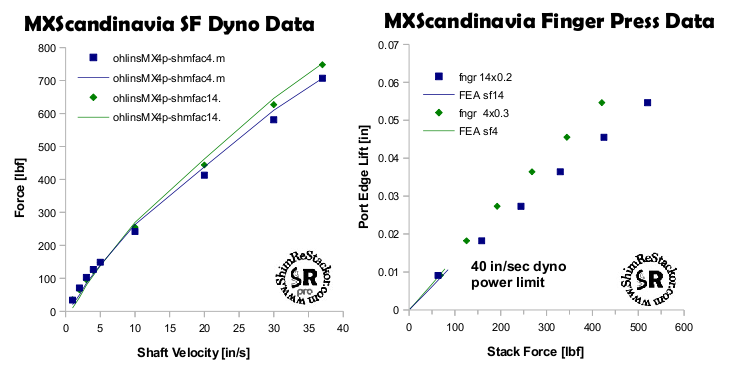 MXScandinavia SF Dyno Data
800
700
600
500
400
300
200
100
0
Force [lbf]
ohlinsMX4p-shmfac4.m
ohlinsMX4p-shmfac4.m
ohlinsMX4p-shmfac14.
ohlinsMX4p-shmfac14.
0
5
10
15
20
25
30
35
40
Shaft Velocity [in/s]
www.ShimReStackor.com
SR
pro
MXScandinavia Finger Press Data
0.07
0.06
0.05
0.04
0.03
0.02
0.01
0
Port Edge Lift [in]
fngr 14x0.2
FEA sf14
fngr 4x0.3
FEA sf4
40 in/sec dyno
power limit
0
100
200
300
400
500
600
Stack Force [lbf]
www.ShimReStackor.com
SR